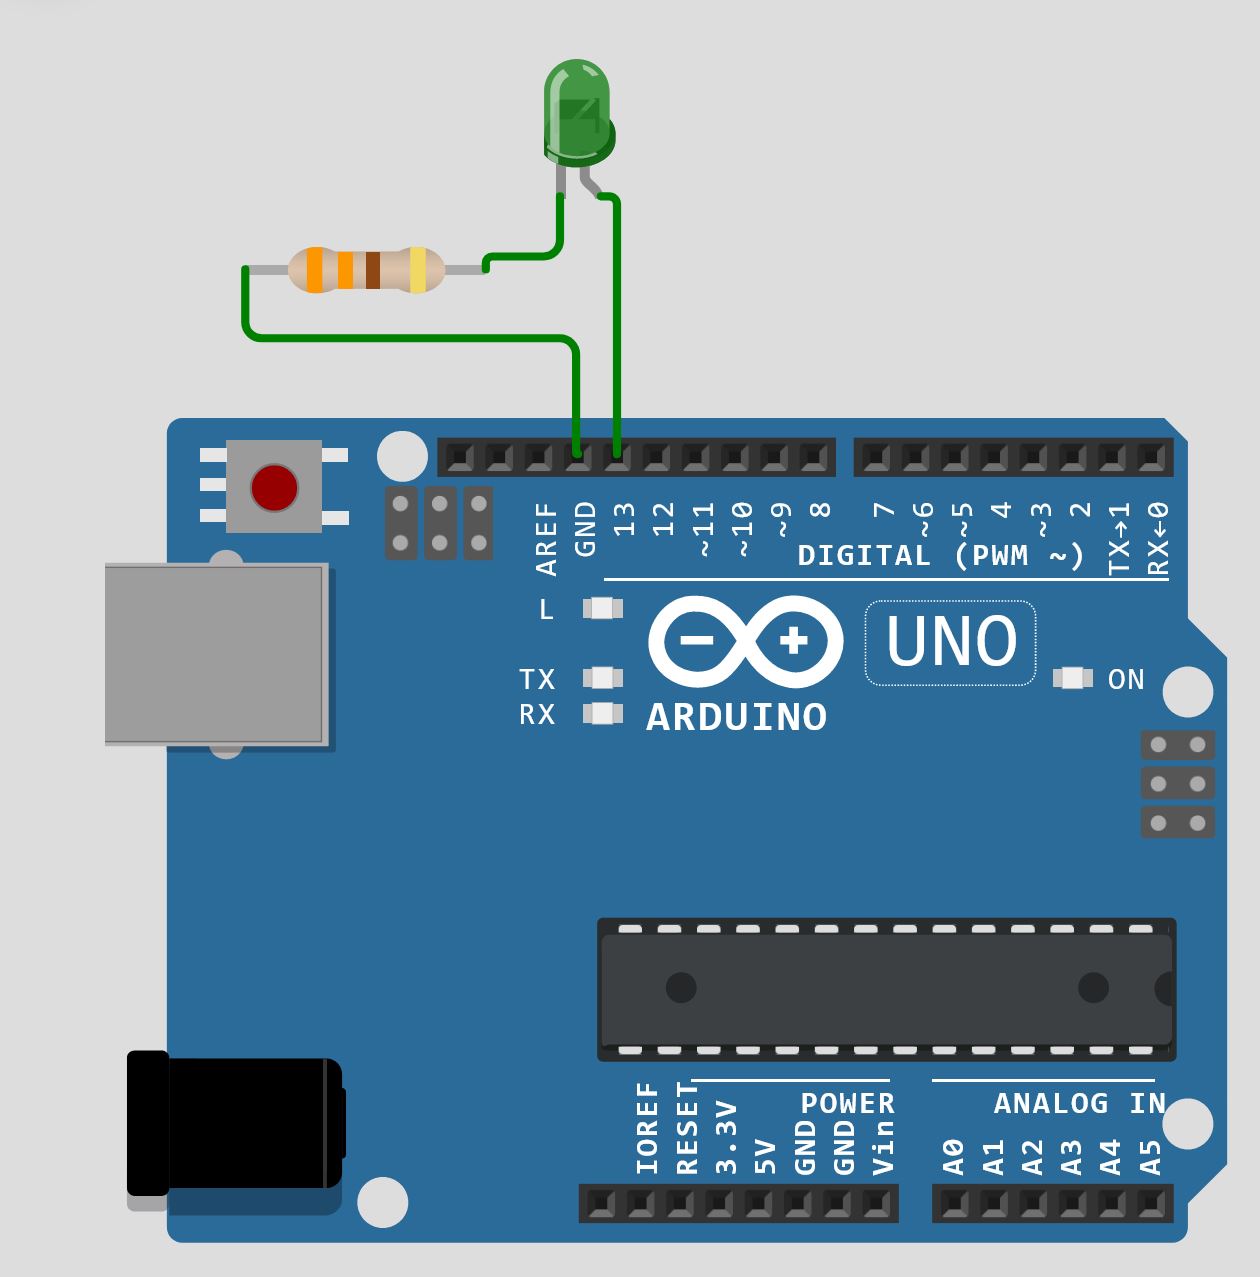 AREF
GND
13
12
~11
~10
~9
8
7
~6
~5
4
~3
2
TX→1
RX←0
DIGITAL (PWM ~)
L
TX
RX
ARDUINO
UNO
ON
IOREF
RESET
3.3V
5V
GND
GND
Vin
POWER
ANALOG IN
A0
A1
A2
A3
A4
A5